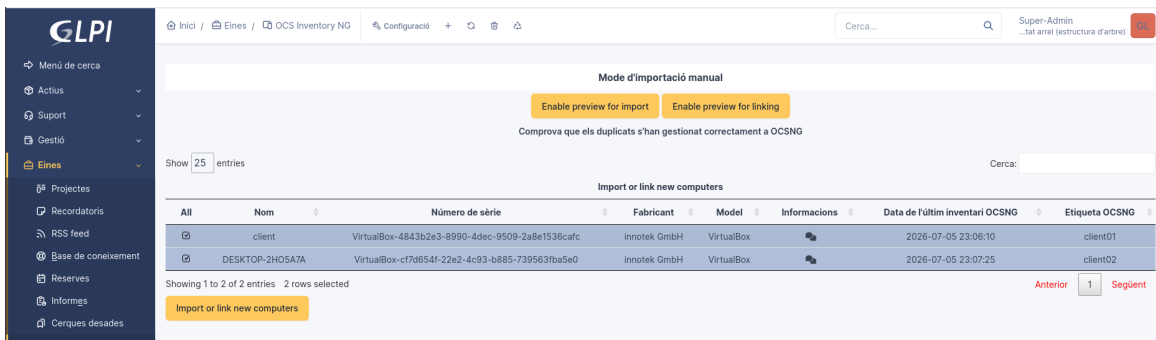 GLPI
Inici / Eines / OCS Inventory NG Configuració Cerca... Super-Admin
...tat arrel (estructura d'arbre) GL
Menú de cerca
Actius
Suport
Gestió
Eines
Projectes
Recordatoris
RSS feed
Base de coneixement
Reserves
Informes
Cerques desades
Mode d'importació manual
Enable preview for import Enable preview for linking
Comprova que els duplicats s'han gestionat correctament a OCSNG
Show 25 entries Cerca:
Import or link new computers
All Nom Número de sèrie Fabricant Model Informacions Data de l'últim inventari OCSNG Etiqueta OCSNG
client VirtualBox-4843b2e3-8990-4dec-9509-2a8e1536cafc innotek GmbH VirtualBox 2026-07-05 23:06:10 client01
DESKTOP-2HO5A7A VirtualBox-cf7d654f-22e2-4c93-b885-739563fba5e0 innotek GmbH VirtualBox 2026-07-05 23:07:25 client02
Showing 1 to 2 of 2 entries 2 rows selected Anterior 1 Següent
Import or link new computers